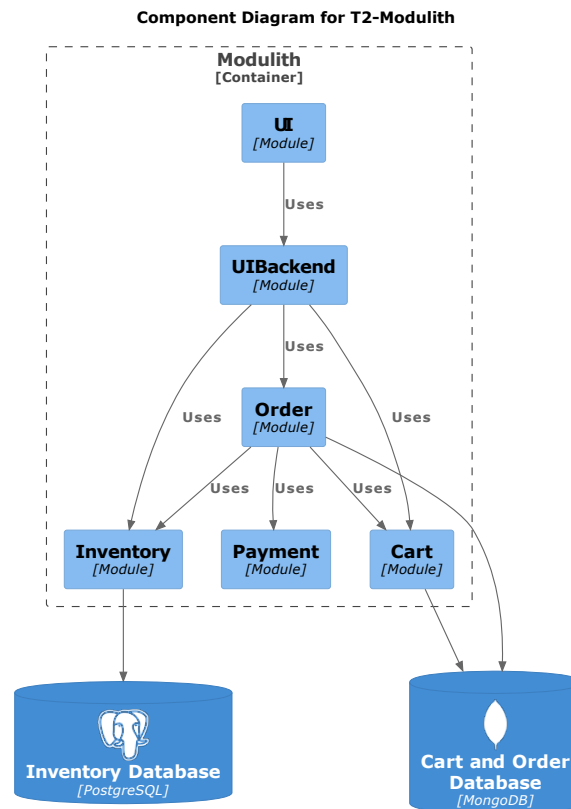 Component Diagram for T2-Modulith
Modulith
[Container]
UI
[Module]
Uses
UIBackend
[Module]
Uses
Order
[Module]
Uses
Uses
Uses
Uses
Uses
Inventory
[Module]
Payment
[Module]
Cart
[Module]
Inventory Database
[PostgreSQL]
Cart and Order
Database
[MongoDB]